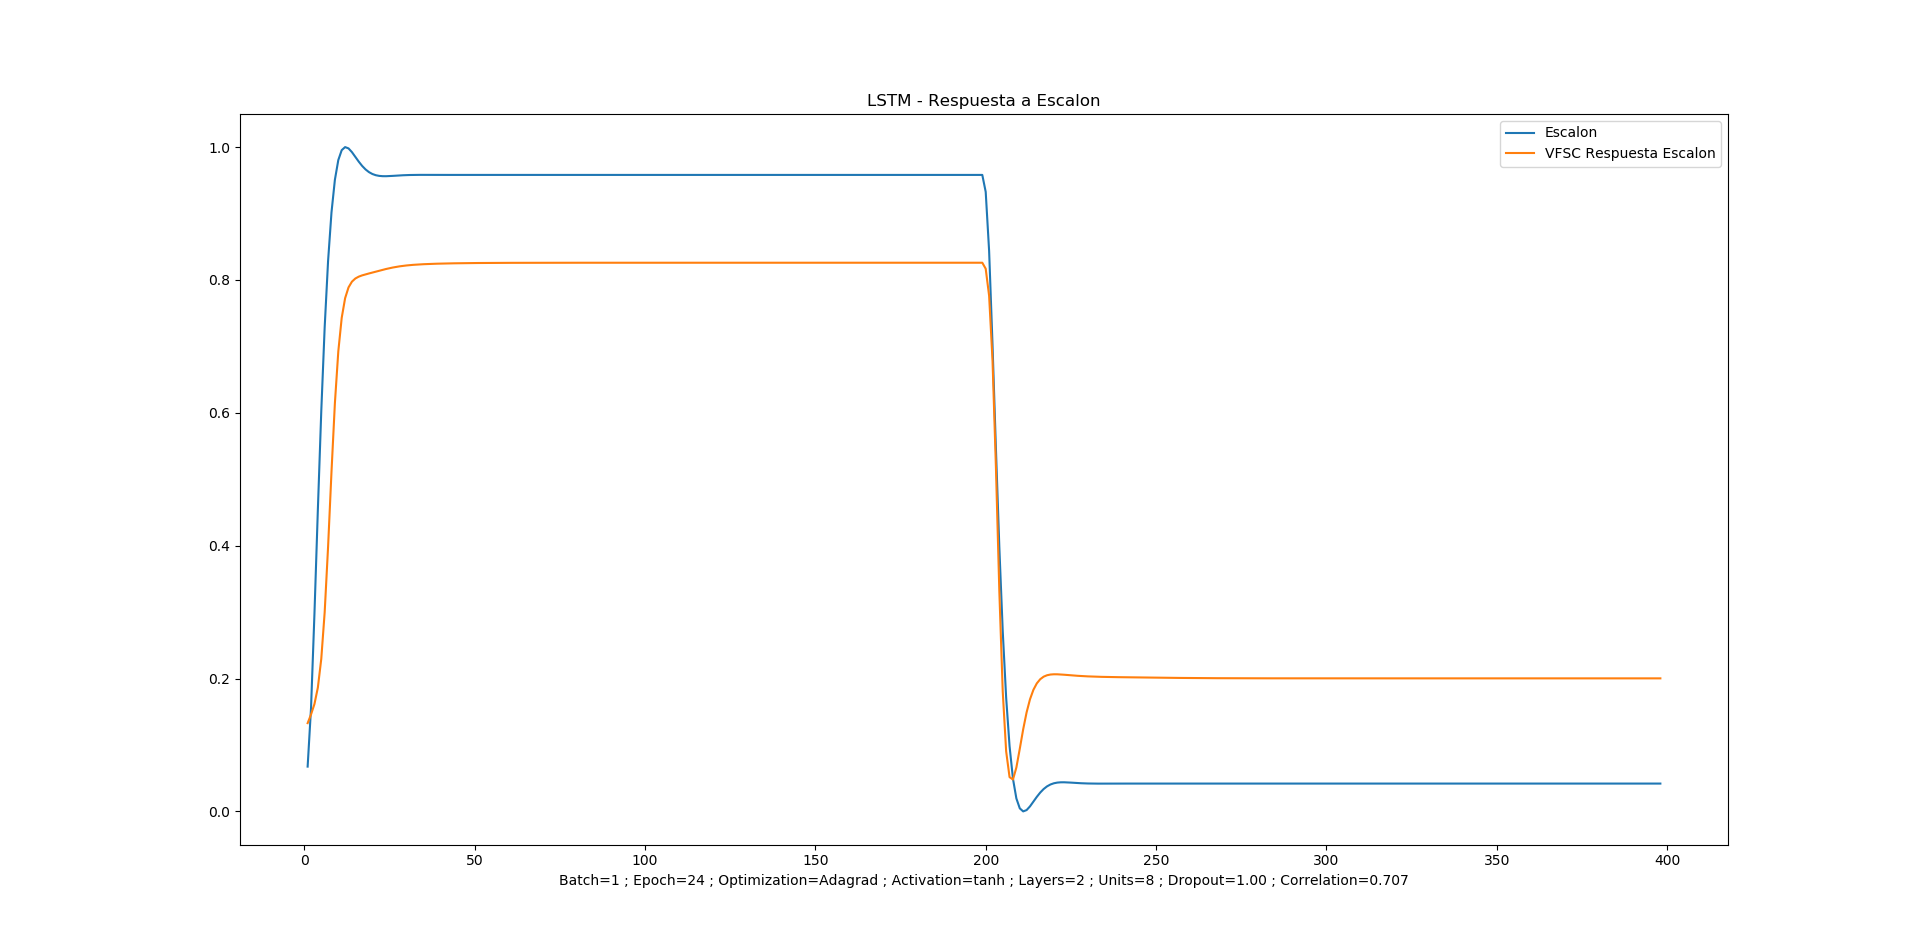 LSTM - Respuesta a Escalon
Escalon
VFSC Respuesta Escalon
1.0
0.8
0.6
0.4
0.2
0.0
0 50 100 150 200 250 300 350 400
Batch=1 ; Epoch=24 ; Optimization=Adagrad ; Activation=tanh ; Layers=2 ; Units=8 ; Dropout=1.00 ; Correlation=0.707